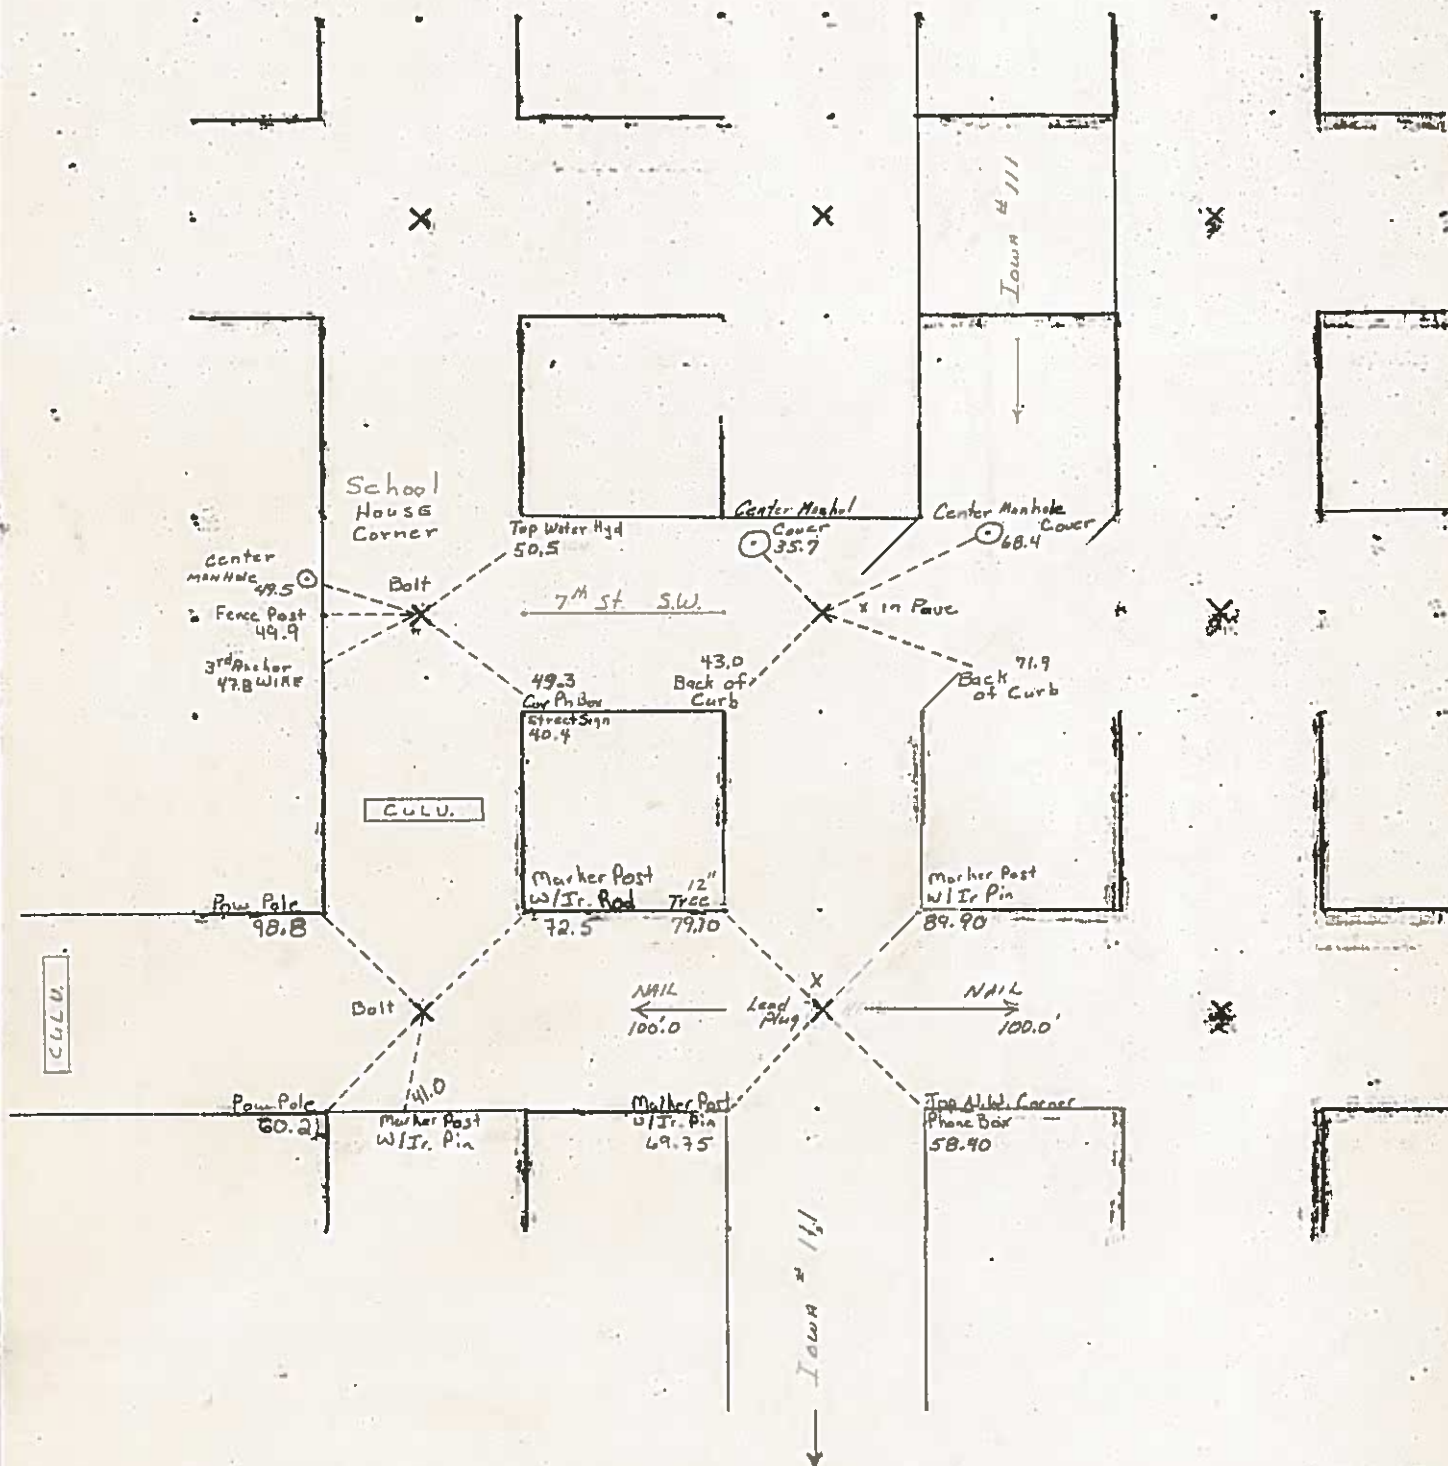 Iowa # 111
School
House
Corner
Top Water Hyd
50.5
Center Manhol
Cover
35.7
Center Manhole
Cover
68.4
Center
Manhole
49.5
Bolt
7th St. S.W.
x in Pave
Fence Post
49.9
3rd Anchor
47.8 Wire
49.3
Cor Ph Box
Street Sign
40.4
43.0
Back of
Curb
71.9
Back
of Curb
C.U.L.U.
Marker Post
W/Ir. Rod
72.5
12"
Tree
79.10
Marker Post
W/Ir Pin
89.90
Pow Pole
98.8
C.U.L.U.
Bolt
NAIL
100'.0
X
Lead
Plug
NAIL
100.0'
Pow Pole
60.2
41.0
Marker Post
W/Ir. Pin
Marker Post
W/Ir. Pin
69.75
Top N.W. Corner
Phone Box
58.40
Iowa # 111